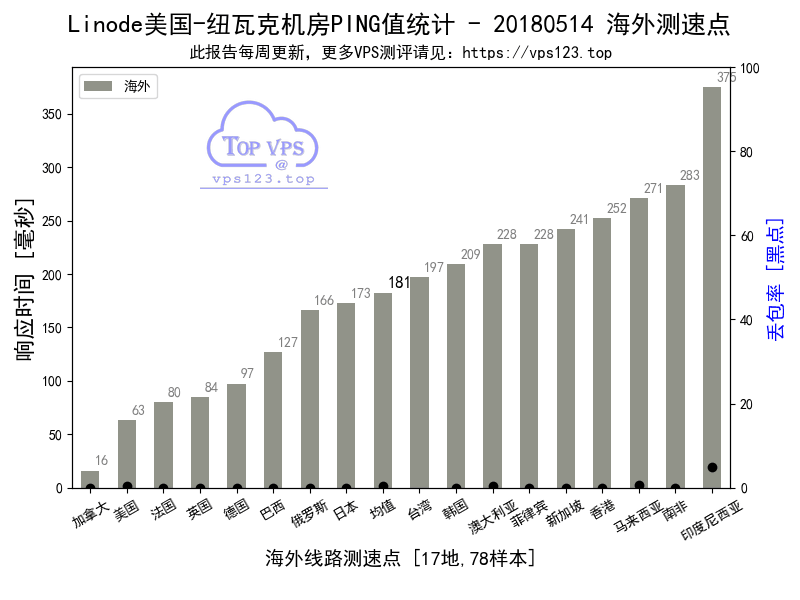 Linode美国-纽瓦克机房PING值统计 - 20180514 海外测速点
此报告每周更新，更多VPS测评请见：https://vps123.top
海外
TOP VPS
@
vps123.top
响应时间 [毫秒]
350
300
250
200
150
100
50
0
16
63
80
84
97
127
166
173
181
197
209
228
228
241
252
271
283
375
100
80
60
40
20
0
丢包率 [黑点]
加拿大
美国
法国
英国
德国
巴西
俄罗斯
日本
均值
台湾
韩国
澳大利亚
菲律宾
新加坡
香港
马来西亚
南非
印度尼西亚
海外线路测速点 [17地,78样本]